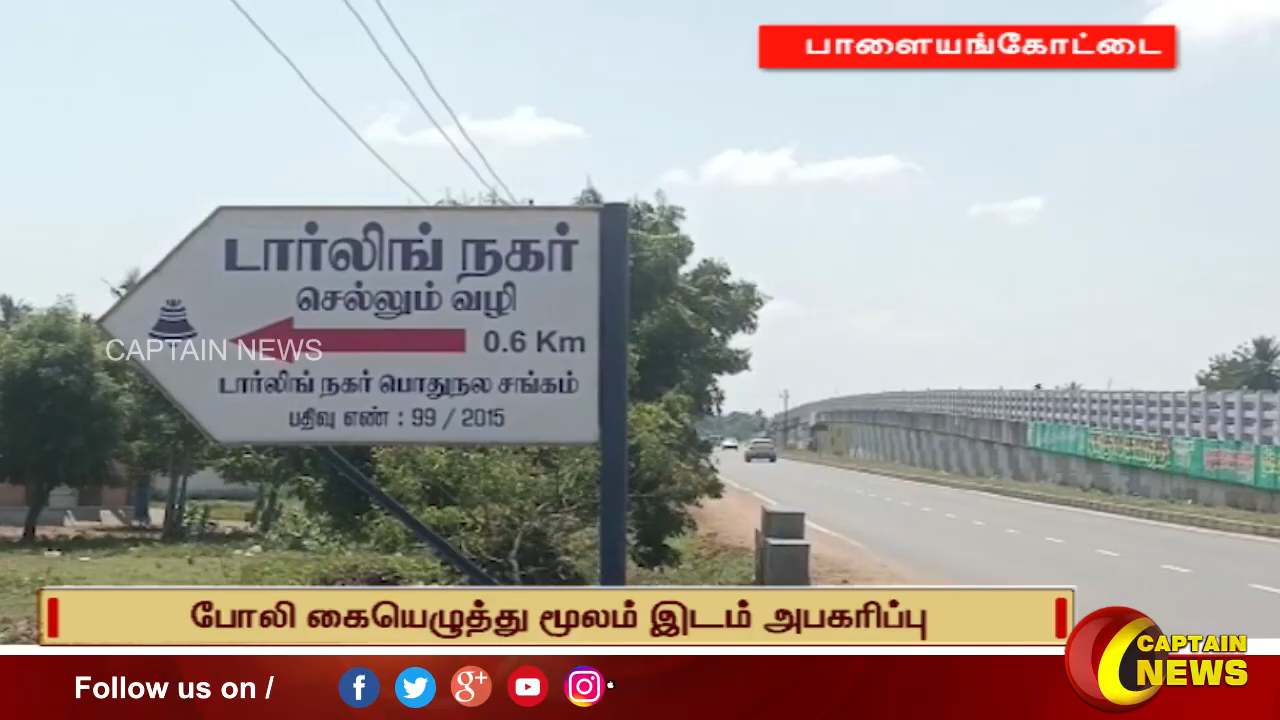 பாளையங்கோட்டை
டார்லிங் நகர்
செல்லும் வழி
0.6 Km
CAPTAIN NEWS
டார்லிங் நகர் பொதுநல சங்கம்
பதிவு எண் : 99 / 2015
போலி கையெழுத்து மூலம் இடம் அபகரிப்பு
CAPTAIN
NEWS
Follow us on /